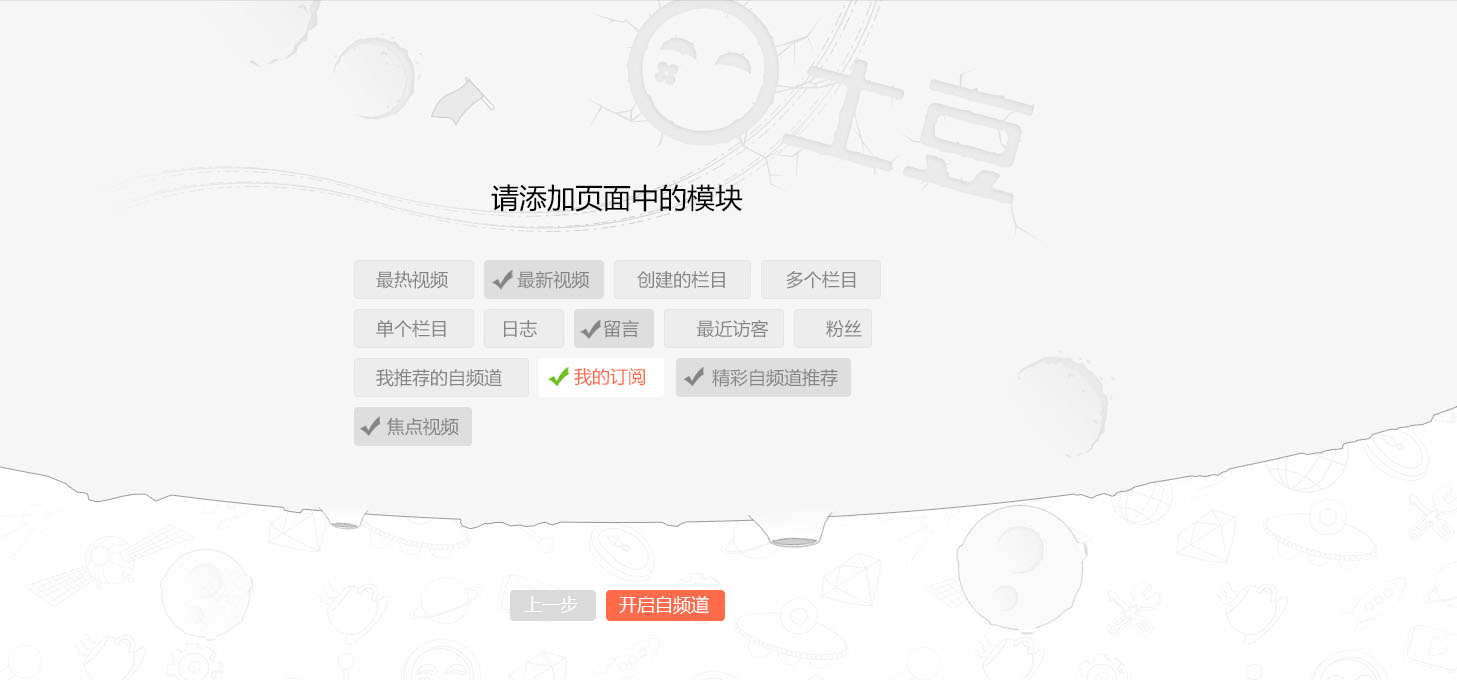 土豆
请添加页面中的模块
最热视频 最新视频 创建的栏目 多个栏目
单个栏目 日志 留言 最近访客 粉丝
我推荐的自频道 我的订阅 精彩自频道推荐
焦点视频
上一步 开启自频道